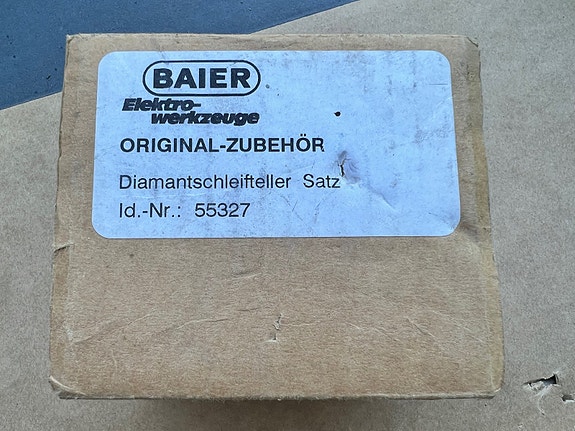 BAIER
Elektro-
werkzeuge
ORIGINAL-ZUBEHÖR
Diamantschleifteller Satz
Id.-Nr.: 55327